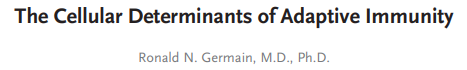 The Cellular Determinants of Adaptive Immunity
Ronald N. Germain, M.D., Ph.D.